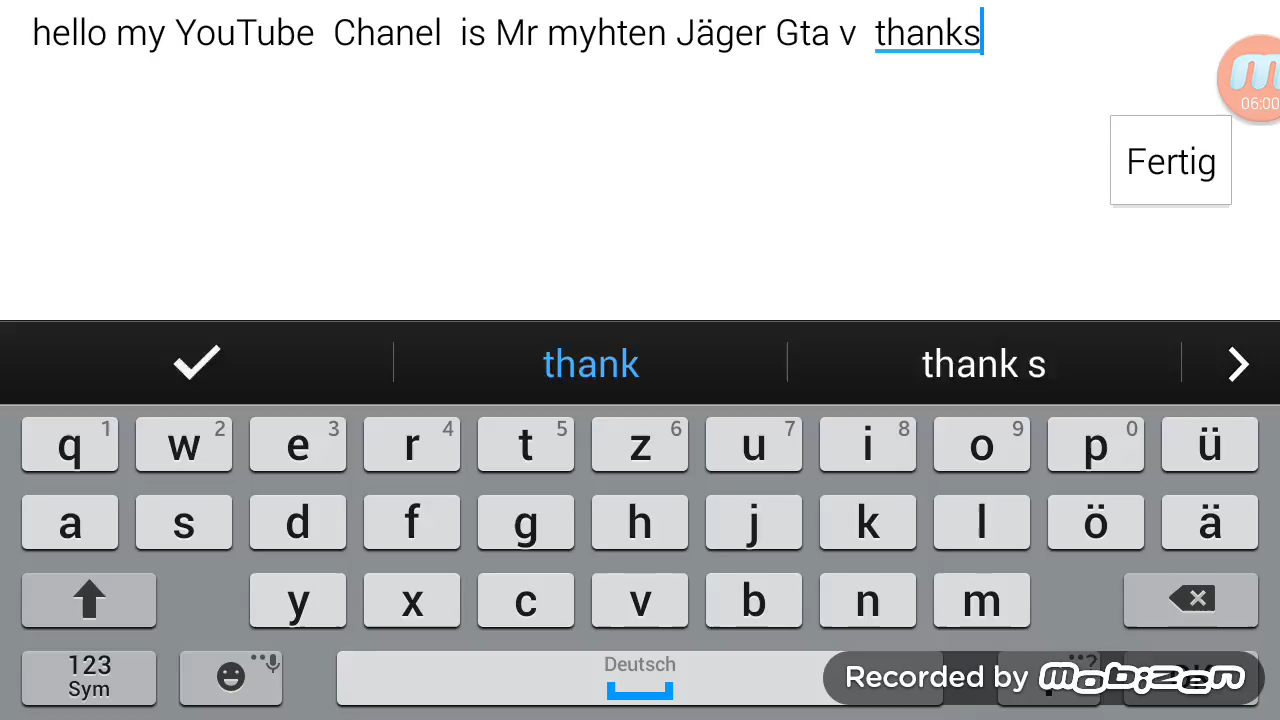 hello my YouTube  Chanel  is Mr myhten Jäger Gta v  thanks
06:00
Fertig
thank
thank s
q 1 w 2 e 3 r 4 t 5 z 6 u 7 i 8 o 9 p 0 ü
a s d f g h j k l ö ä
y x c v b n m
123
Sym
Deutsch
Recorded by mobizen